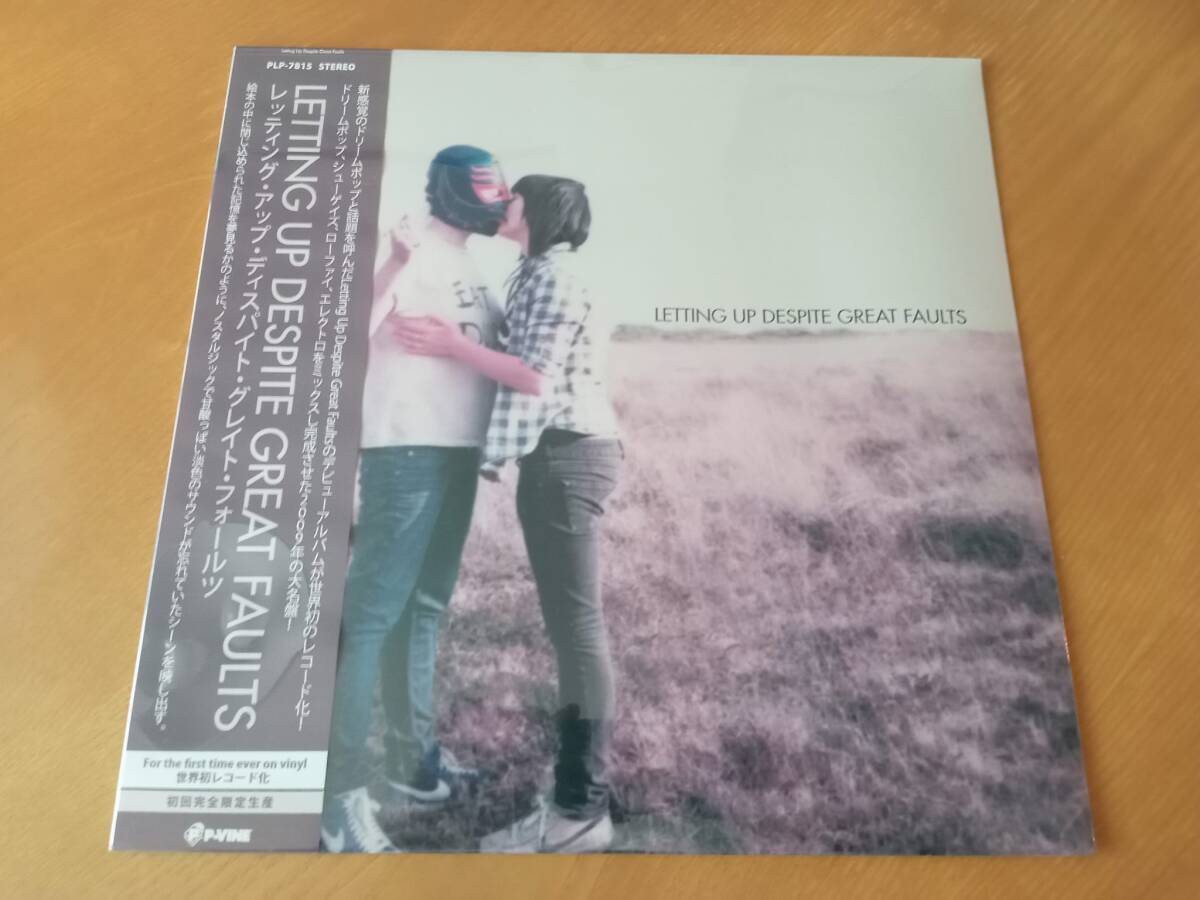 Letting Up Despite Great Faults
PLP-7815 STEREO
新感覚のドリームポップと話題を呼んだLetting Up Despite Great Faultsのデビューアルバムが世界初のレコード化!
ドリームポップ、シューゲイズ、ローファイ、エレクトロをミックスし完成させた2009年の大名盤!
LETTING UP DESPITE GREAT FAULTS
レッティング・アップ・ディスパイト・グレイト・フォールツ
絵本の中に閉じ込められた記憶を夢見るかのように、ノスタルジックで甘酸っぱい淡色のサウンドが忘れていたシーンを映し出す。
For the first time ever on vinyl
世界初レコード化
初回完全限定生産
P-VINE
LETTING UP DESPITE GREAT FAULTS